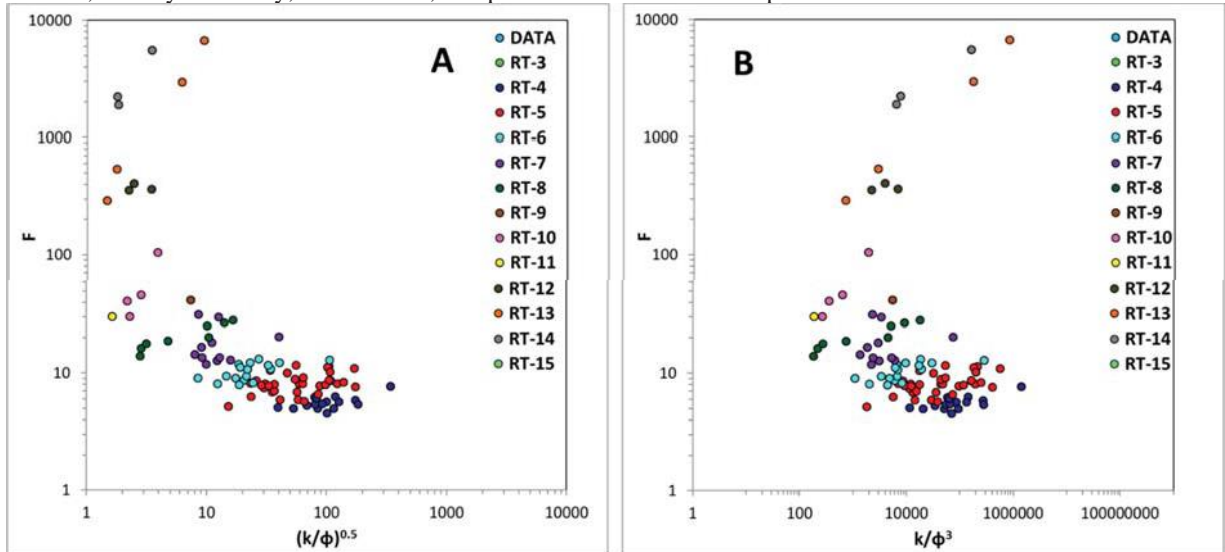 10000
1000
100
10
1
F
1
10
100
1000
10000
(k/ϕ)^0.5
A
DATA
RT-3
RT-4
RT-5
RT-6
RT-7
RT-8
RT-9
RT-10
RT-11
RT-12
RT-13
RT-14
RT-15
10000
1000
100
10
1
F
1
100
10000
1000000
100000000
k/ϕ^3
B
DATA
RT-3
RT-4
RT-5
RT-6
RT-7
RT-8
RT-9
RT-10
RT-11
RT-12
RT-13
RT-14
RT-15